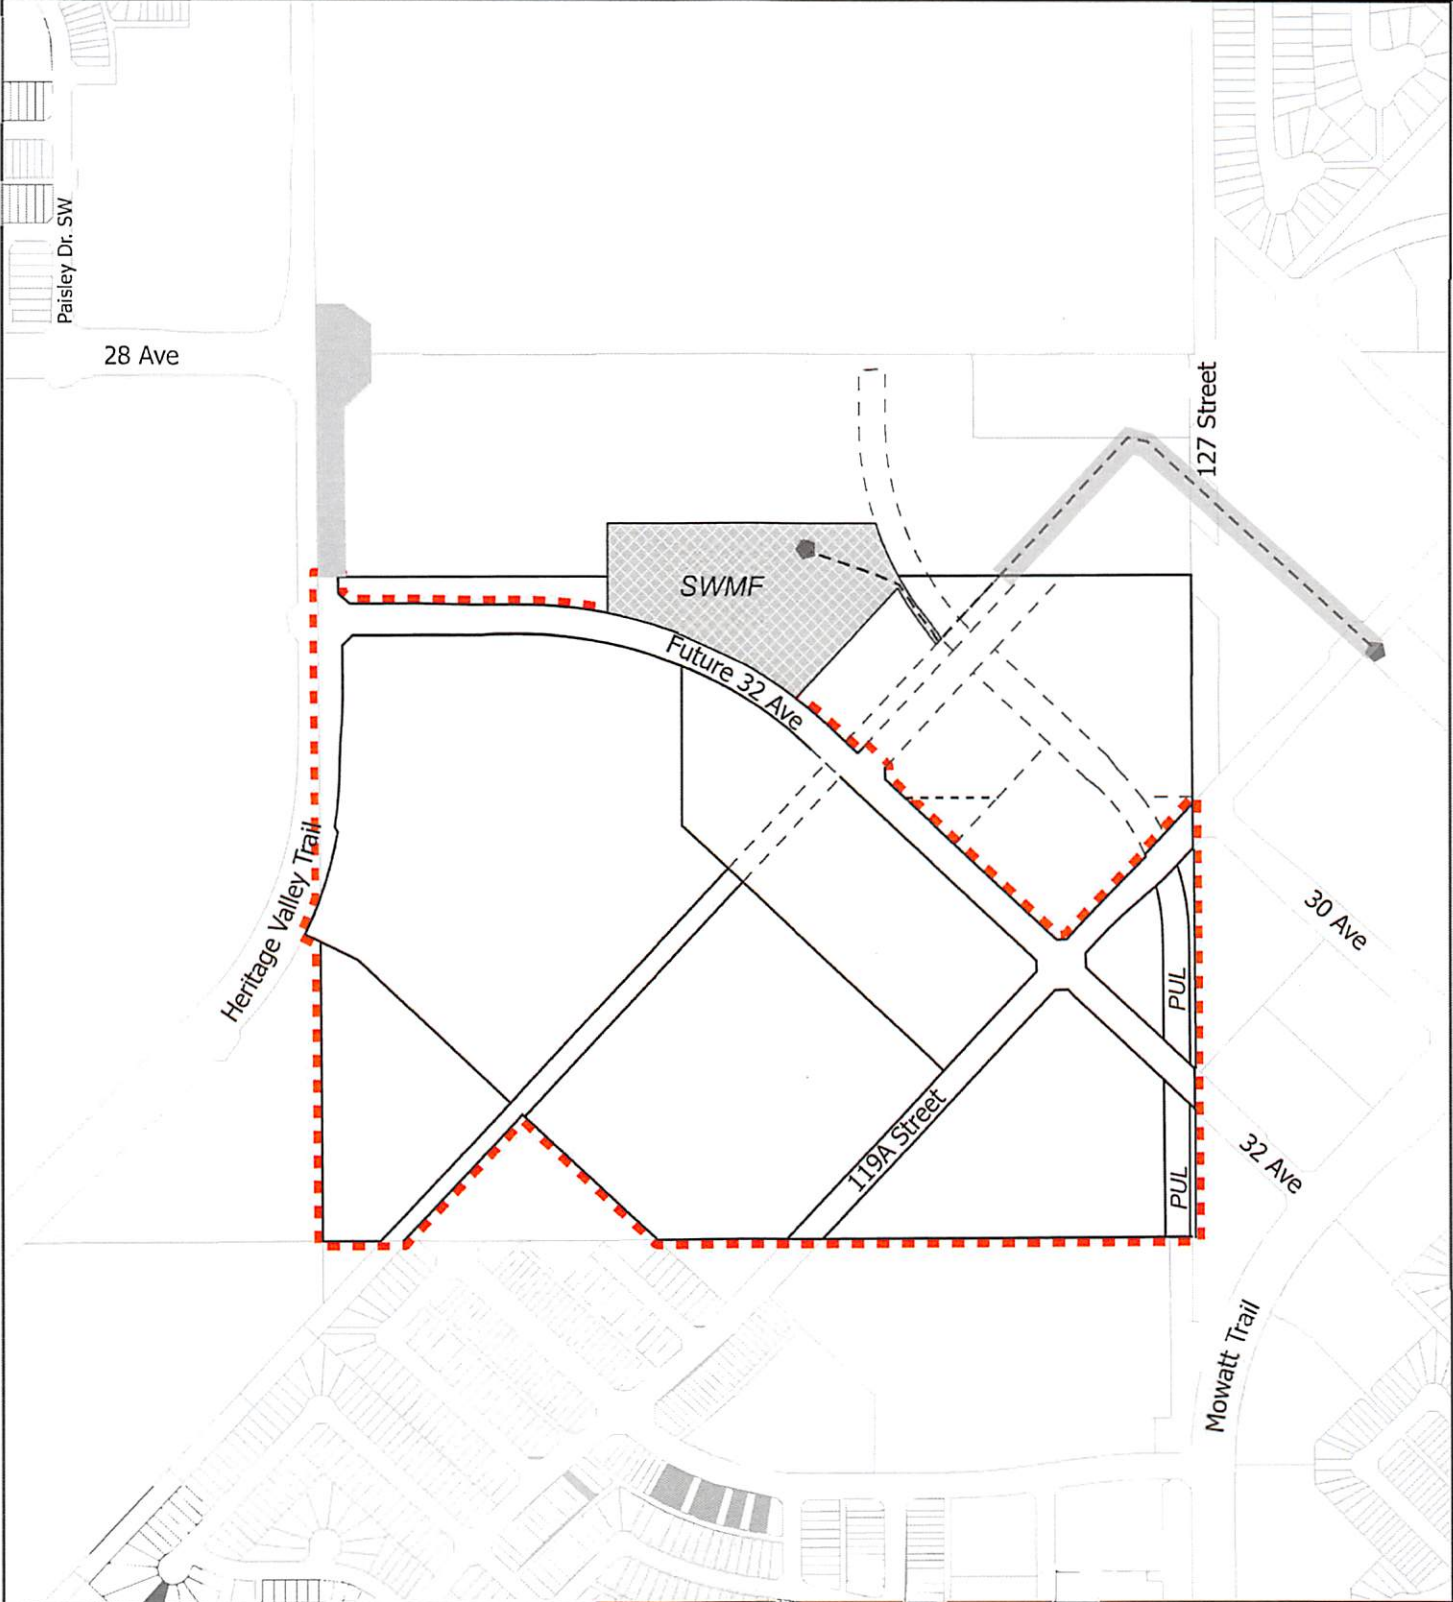 Paisley Dr. SW
28 Ave
127 Street
SWMF
Future 32 Ave
Heritage Valley Trail
30 Ave
PUL
119A Street
32 Ave
PUL
Mowatt Trail